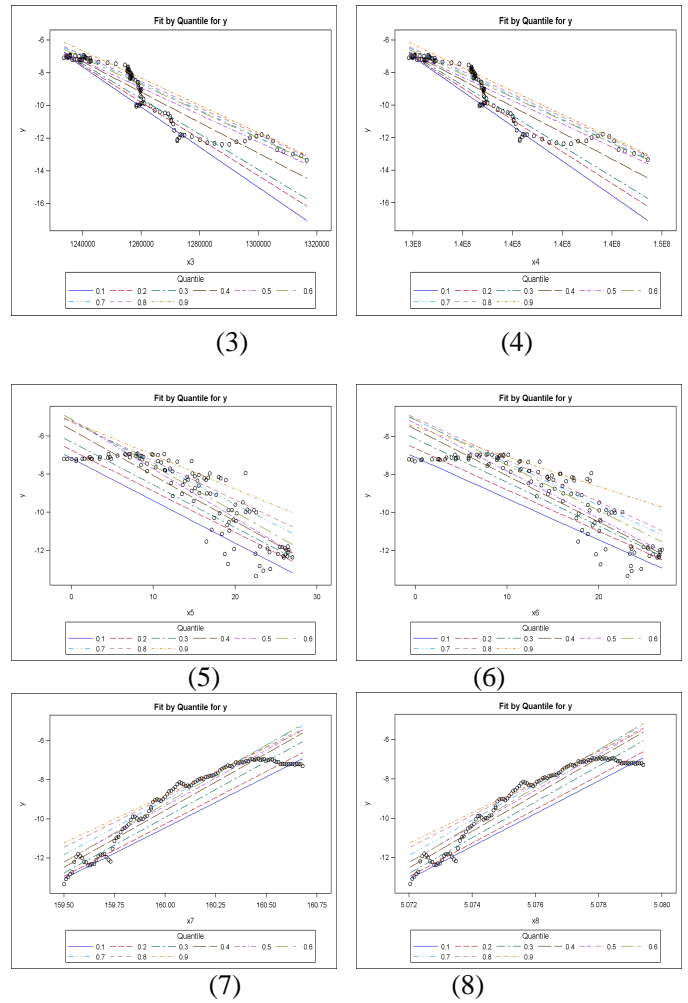 Fit by Quantile for y
-6
-8
-10
-12
-14
-16
y
1240000 1260000 1280000 1300000 1320000
x3
Quantile
0.1 0.2 0.3 0.4 0.5 0.6
0.7 0.8 0.9
(3)
Fit by Quantile for y
-6
-8
-10
-12
-14
-16
y
1.3E8 1.4E8 1.4E8 1.4E8 1.4E8 1.5E8
x4
Quantile
0.1 0.2 0.3 0.4 0.5 0.6
0.7 0.8 0.9
(4)
Fit by Quantile for y
-6
-8
-10
-12
y
0 10 20 30
x5
Quantile
0.1 0.2 0.3 0.4 0.5 0.6
0.7 0.8 0.9
(5)
Fit by Quantile for y
-6
-8
-10
-12
y
0 10 20
x6
Quantile
0.1 0.2 0.3 0.4 0.5 0.6
0.7 0.8 0.9
(6)
Fit by Quantile for y
-6
-8
-10
-12
y
159.50 159.75 160.00 160.25 160.50 160.75
x7
Quantile
0.1 0.2 0.3 0.4 0.5 0.6
0.7 0.8 0.9
(7)
Fit by Quantile for y
-6
-8
-10
-12
y
5.072 5.074 5.076 5.078 5.080
x8
Quantile
0.1 0.2 0.3 0.4 0.5 0.6
0.7 0.8 0.9
(8)